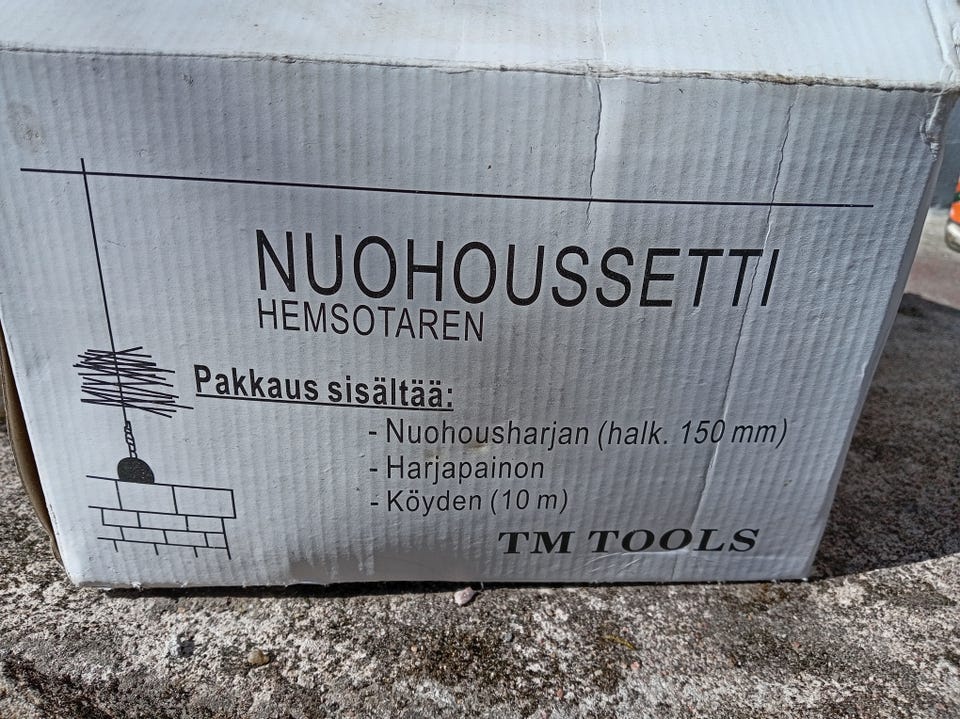 NUOHOUSSETTI
HEMSOTAREN
Pakkaus sisältää:
- Nuohousharjan (halk. 150 mm)
- Harjapainon
- Köyden (10 m)
TM TOOLS